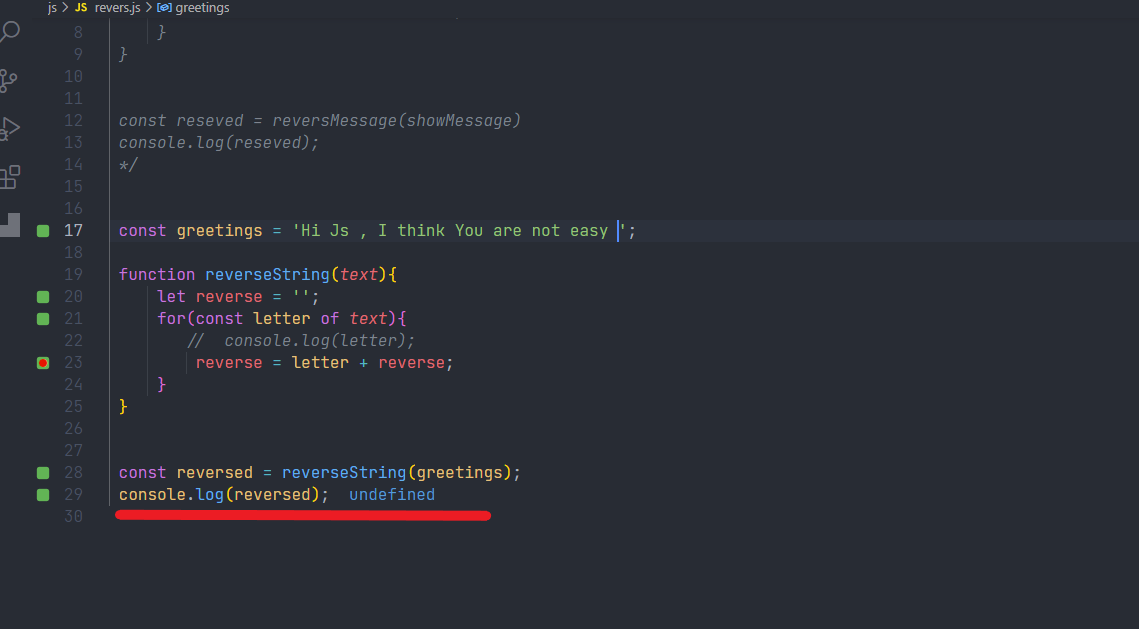 js > JS revers.js > greetings
8 }
9 }
10
11
12 const reseved = reversMessage(showMessage)
13 console.log(reseved);
14 */
15
16
17 const greetings = 'Hi Js , I think You are not easy ';
18
19 function reverseString(text){
20 let reverse = '';
21 for(const letter of text){
22 // console.log(letter);
23 reverse = letter + reverse;
24 }
25 }
26
27
28 const reversed = reverseString(greetings);
29 console.log(reversed); undefined
30